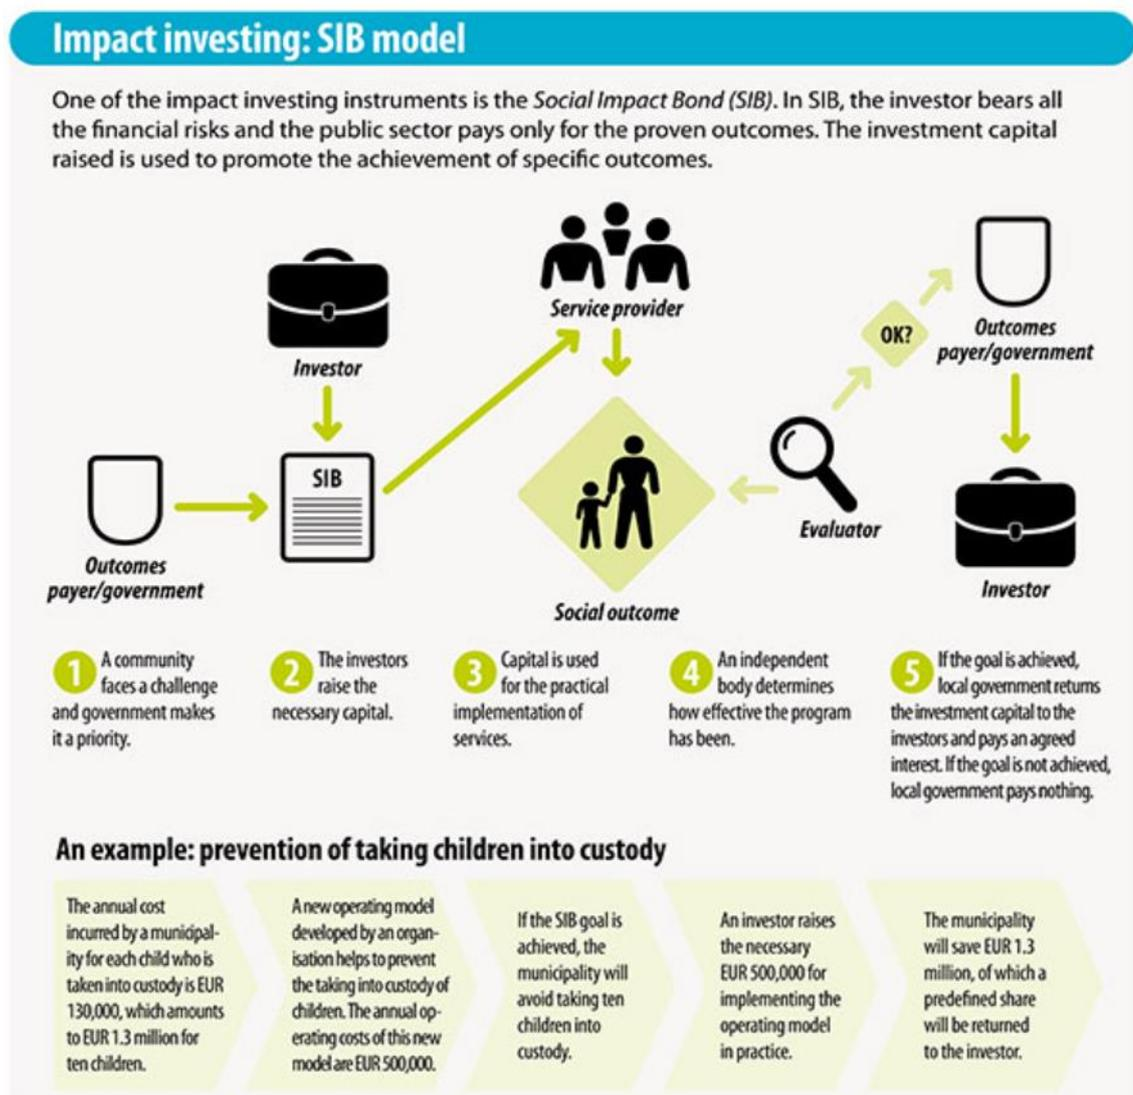 Impact investing: SIB model
One of the impact investing instruments is the Social Impact Bond (SIB). In SIB, the investor bears all
the financial risks and the public sector pays only for the proven outcomes. The investment capital
raised is used to promote the achievement of specific outcomes.
Investor
Service provider
OK?
Outcomes
payer/government
SIB
Outcomes
payer/government
Evaluator
Investor
Social outcome
1 A community
faces a challenge
and government makes
it a priority.
2 The investors
raise the
necessary capital.
3 Capital is used
for the practical
implementation of
services.
4 An independent
body determines
how effective the program
has been.
5 If the goal is achieved,
local government returns
the investment capital to the
investors and pays an agreed
interest. If the goal is not achieved,
local government pays nothing.
An example: prevention of taking children into custody
The annual cost
incurred by a municipal-
ity for each child who is
taken into custody is EUR
130,000, which amounts
to EUR 1.3 million for
ten children.
A new operating model
developed by an organ-
isation helps to prevent
the taking into custody of
children. The annual op-
erating costs of this new
model are EUR 500,000.
If the SIB goal is
achieved, the
municipality will
avoid taking ten
children into
custody.
An investor raises
the necessary
EUR 500,000 for
implementing the
operating model
in practice.
The municipality
will save EUR 1.3
million, of which a
predefined share
will be returned
to the investor.